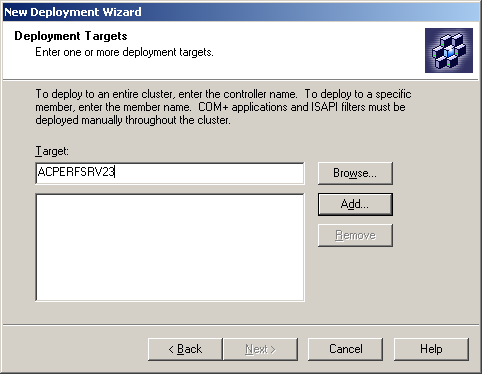 New Deployment Wizard
Deployment Targets
Enter one or more deployment targets.
To deploy to an entire cluster, enter the controller name. To deploy to a specific
member, enter the member name. COM+ applications and ISAPI filters must be
deployed manually throughout the cluster.
Target:
ACPERFSRV23
Browse...
Add...
Remove
< Back
Next >
Cancel
Help